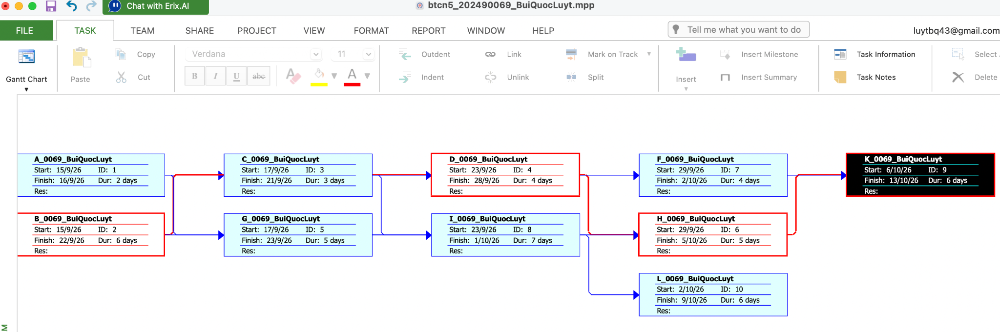 Chat with Erix.AI
btcn5_202490069_BuiQuocLuyt.mpp
FILE
TASK
TEAM
SHARE
PROJECT
VIEW
FORMAT
REPORT
WINDOW
HELP
Tell me what you want to do
luytbq43@gmail.com
Gantt Chart
Paste
Copy
Cut
Verdana
11
B
I
U
abc
A
A
Outdent
Indent
Link
Unlink
Mark on Track
Split
Insert
Insert Milestone
Insert Summary
Task Information
Task Notes
Select
Delete
A_0069_BuiQuocLuyt
Start: 15/9/26 ID: 1
Finish: 16/9/26 Dur: 2 days
Res:
B_0069_BuiQuocLuyt
Start: 15/9/26 ID: 2
Finish: 22/9/26 Dur: 6 days
Res:
C_0069_BuiQuocLuyt
Start: 17/9/26 ID: 3
Finish: 21/9/26 Dur: 3 days
Res:
G_0069_BuiQuocLuyt
Start: 17/9/26 ID: 5
Finish: 23/9/26 Dur: 5 days
Res:
D_0069_BuiQuocLuyt
Start: 23/9/26 ID: 4
Finish: 28/9/26 Dur: 4 days
Res:
I_0069_BuiQuocLuyt
Start: 23/9/26 ID: 8
Finish: 1/10/26 Dur: 7 days
Res:
F_0069_BuiQuocLuyt
Start: 29/9/26 ID: 7
Finish: 2/10/26 Dur: 4 days
Res:
H_0069_BuiQuocLuyt
Start: 29/9/26 ID: 6
Finish: 5/10/26 Dur: 5 days
Res:
L_0069_BuiQuocLuyt
Start: 2/10/26 ID: 10
Finish: 9/10/26 Dur: 6 days
Res:
K_0069_BuiQuocLuyt
Start: 6/10/26 ID: 9
Finish: 13/10/26 Dur: 6 days
Res:
M